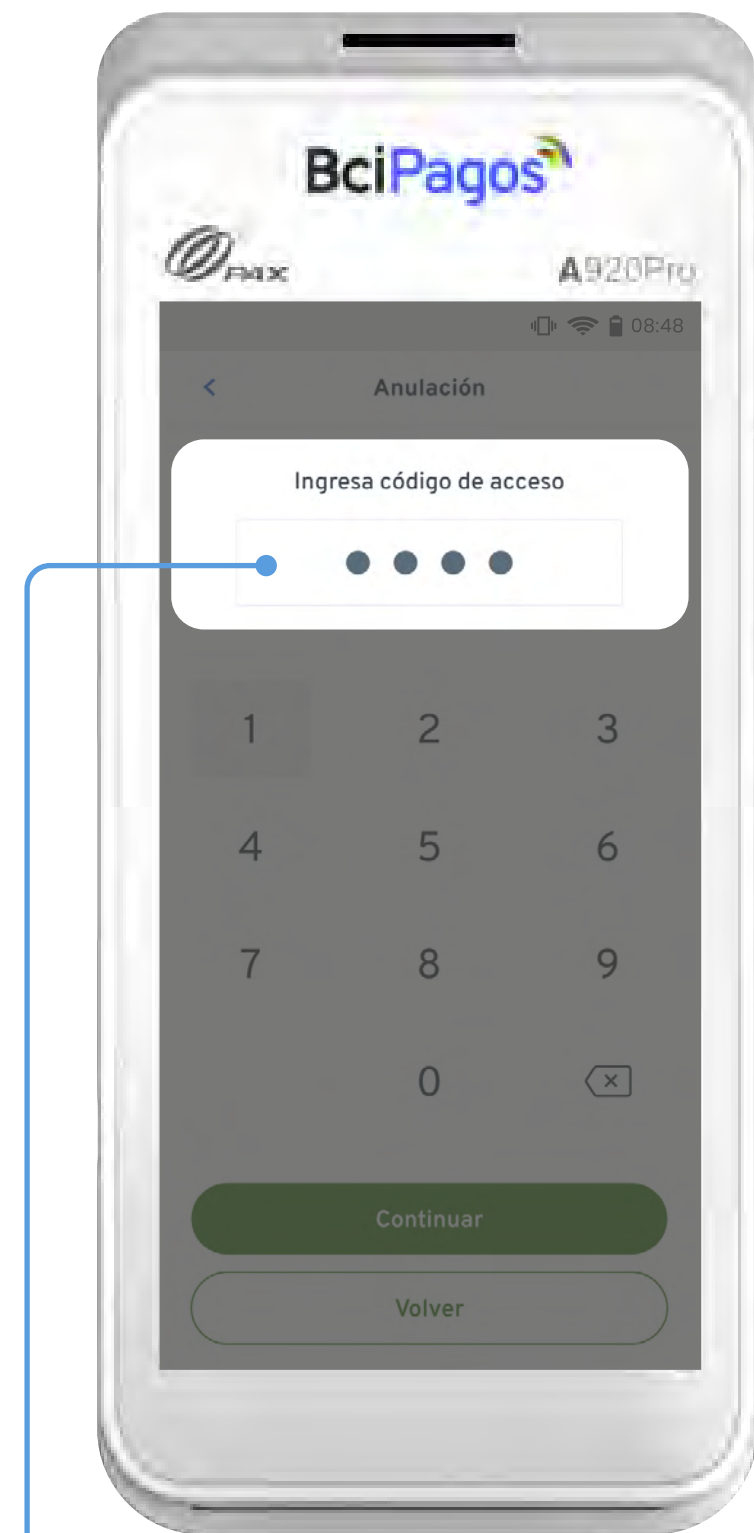 BciPagos
PAX A920Pro
08:48
Anulación
Ingresa código de acceso
1 2 3
4 5 6
7 8 9
0
Continuar
Volver